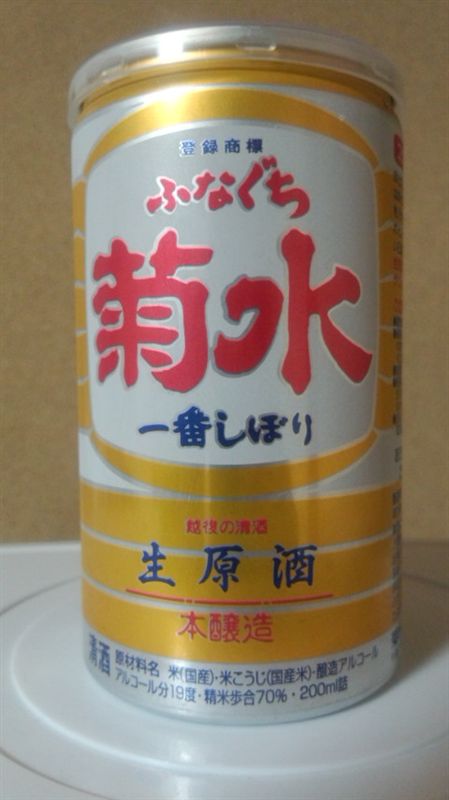 登録商標
ふなぐち
菊水
一番しぼり
越後の清酒
生原酒
本醸造
清酒
原材料名 米(国産)・米こうじ(国産米)・醸造アルコール
アルコール分19度・精米歩合70%・200ml詰